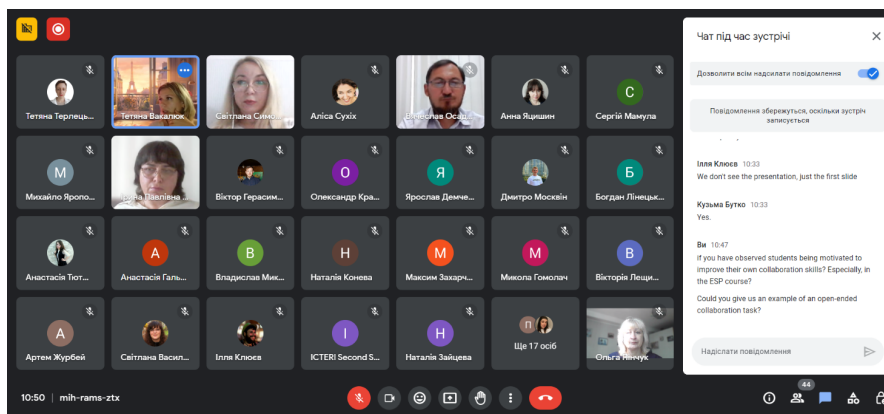 Чат під час зустрічі
Дозволити всім надсилати повідомлення
Повідомлення збережуться, оскільки зустріч
записується
Ілля Клюєв 10:33
We don't see the presentation, just the first slide
Кузьма Бутко 10:33
Yes.
Ви 10:47
If you have observed students being motivated to
improve their own collaboration skills? Especially, in
the ESP course?
Could you give us an example of an open-ended
collaboration task?
Надіслати повідомлення
Тетяна Терлець...
Тетяна Вакалюк
Світлана Симо...
Аліса Сухіх
Вячеслав Осад...
Анна Яцишин
С
Сергій Мамула
М
Михайло Яропо...
Ірина Павлівна ...
Віктор Герасим...
О
Олександр Кра...
Я
Ярослав Демче...
Дмитро Москвін
Б
Богдан Лінецьк...
Анастасія Тют...
А
Анастасія Галь...
В
Владислав Мик...
Н
Наталія Конева
М
Максим Захарч...
М
Микола Гомолач
В
Вікторія Лещи...
А
Артем Журбей
Світлана Васил...
Ілля Клюєв
I
ICTERI Second S...
Н
Наталія Зайцева
П
Ще 17 осіб
Ольга Пінчук
10:50 | mih-rams-ztx
44